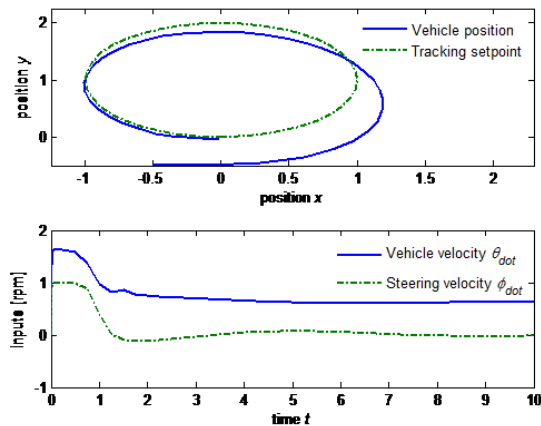 position y
2
1
0
Vehicle position
Tracking setpoint
-1 -0.5 0 0.5 1 1.5 2
position x
Inputs [rpm]
2
1
0
-1
Vehicle velocity θdot
Steering velocity ϕdot
0 1 2 3 4 5 6 7 8 9 10
time t